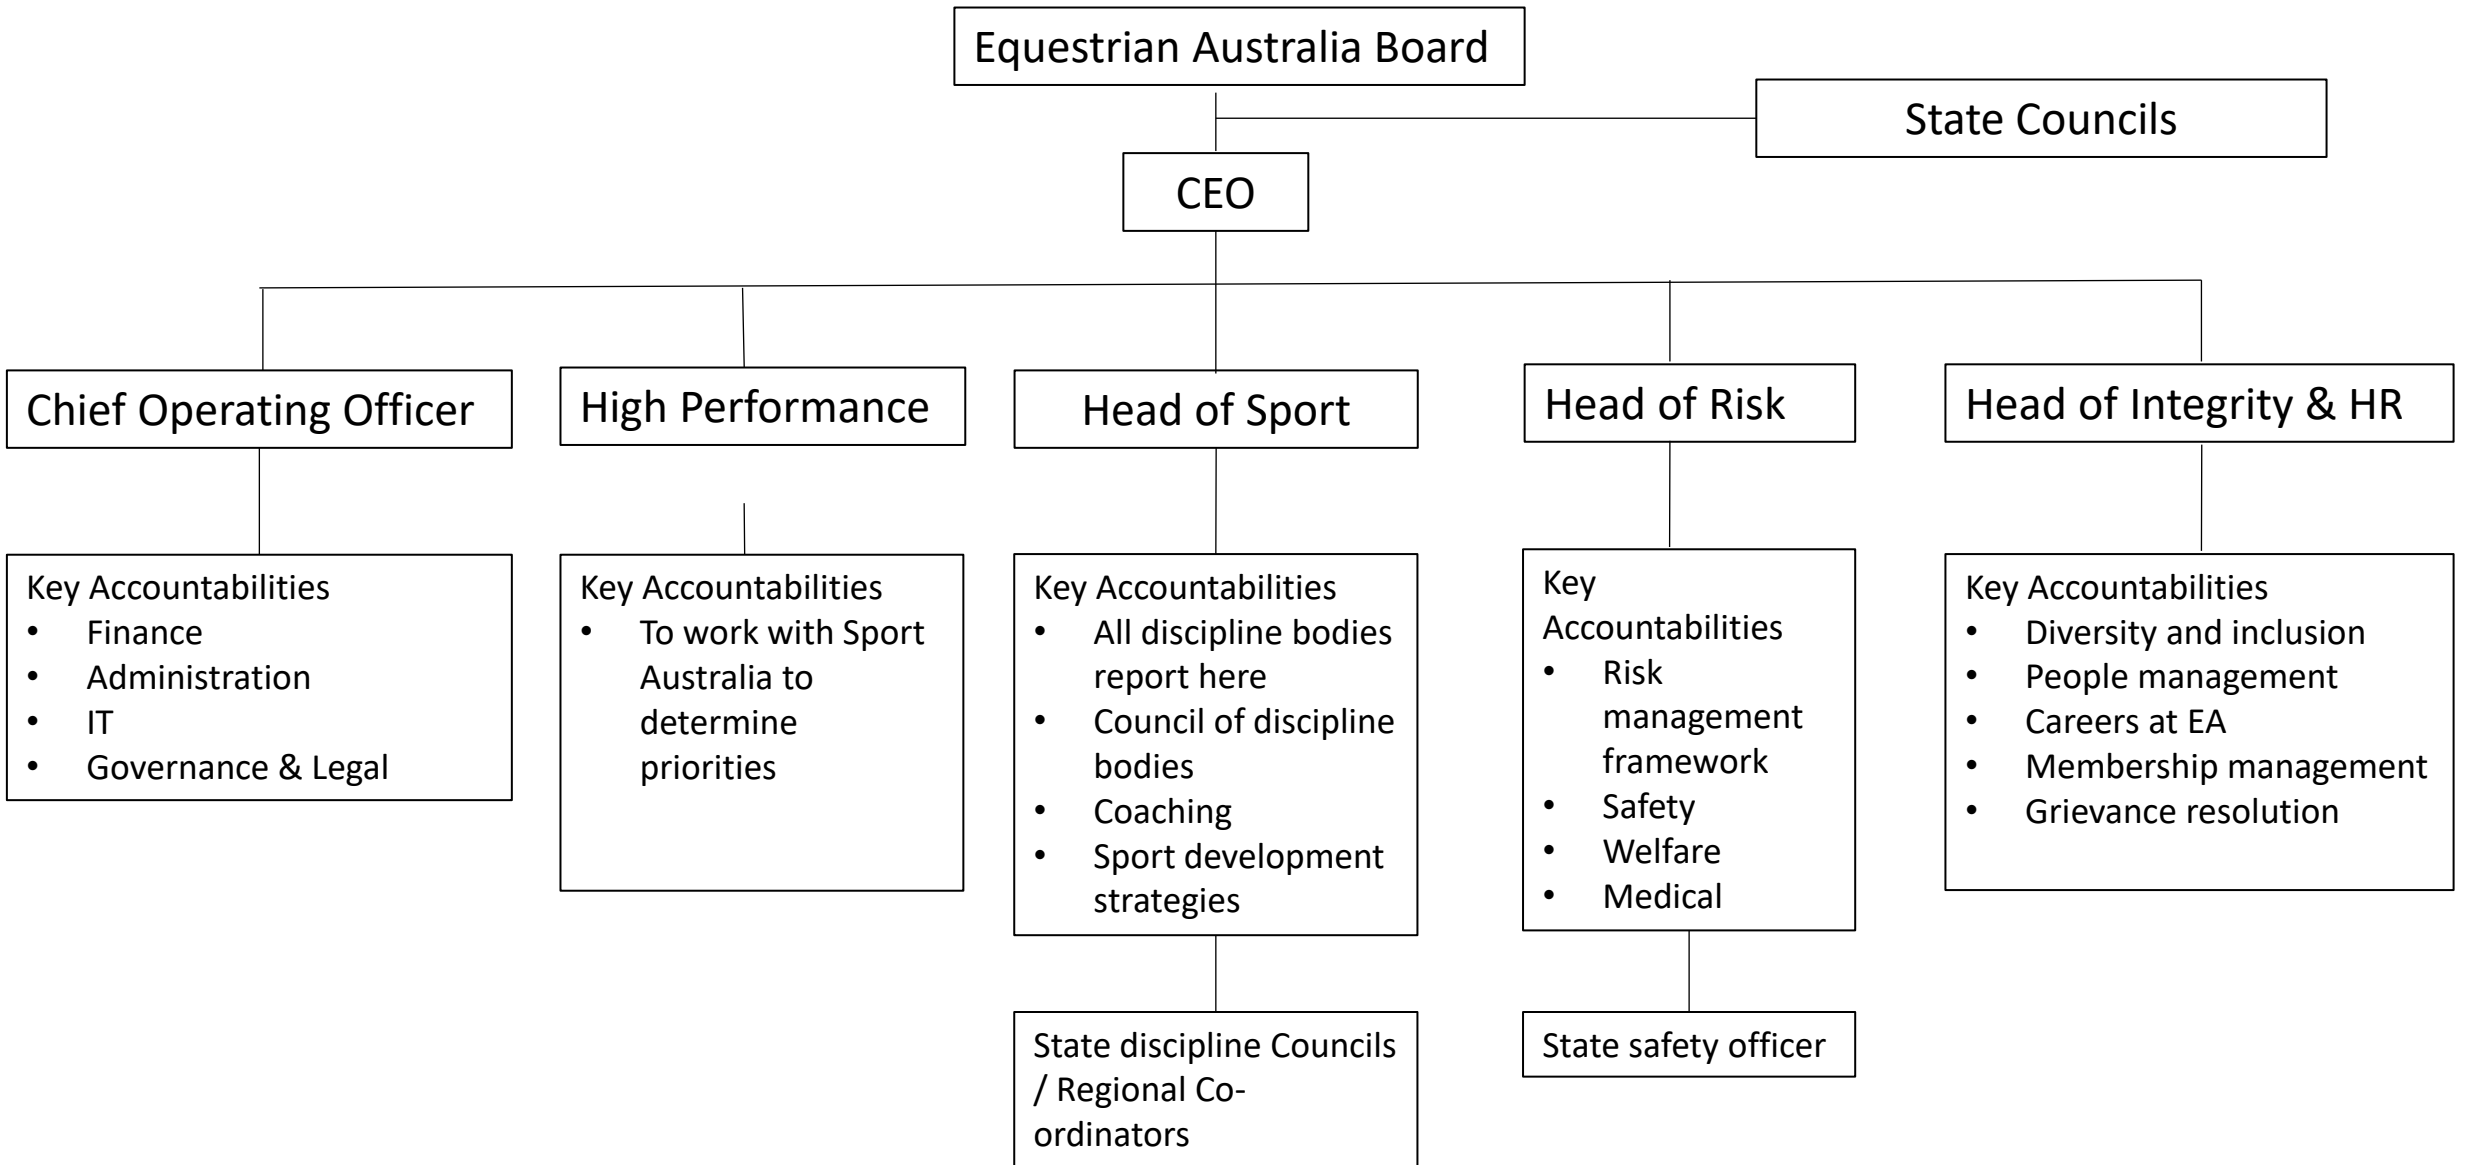 Equestrian Australia Board
State Councils
CEO
Chief Operating Officer
High Performance
Head of Sport
Head of Risk
Head of Integrity & HR
Key Accountabilities
• Finance
• Administration
• IT
• Governance & Legal
Key Accountabilities
• To work with Sport
Australia to
determine
priorities
Key Accountabilities
• All discipline bodies
report here
• Council of discipline
bodies
• Coaching
• Sport development
strategies
Key
Accountabilities
• Risk
management
framework
• Safety
• Welfare
• Medical
Key Accountabilities
• Diversity and inclusion
• People management
• Careers at EA
• Membership management
• Grievance resolution
State discipline Councils
/ Regional Co-
ordinators
State safety officer